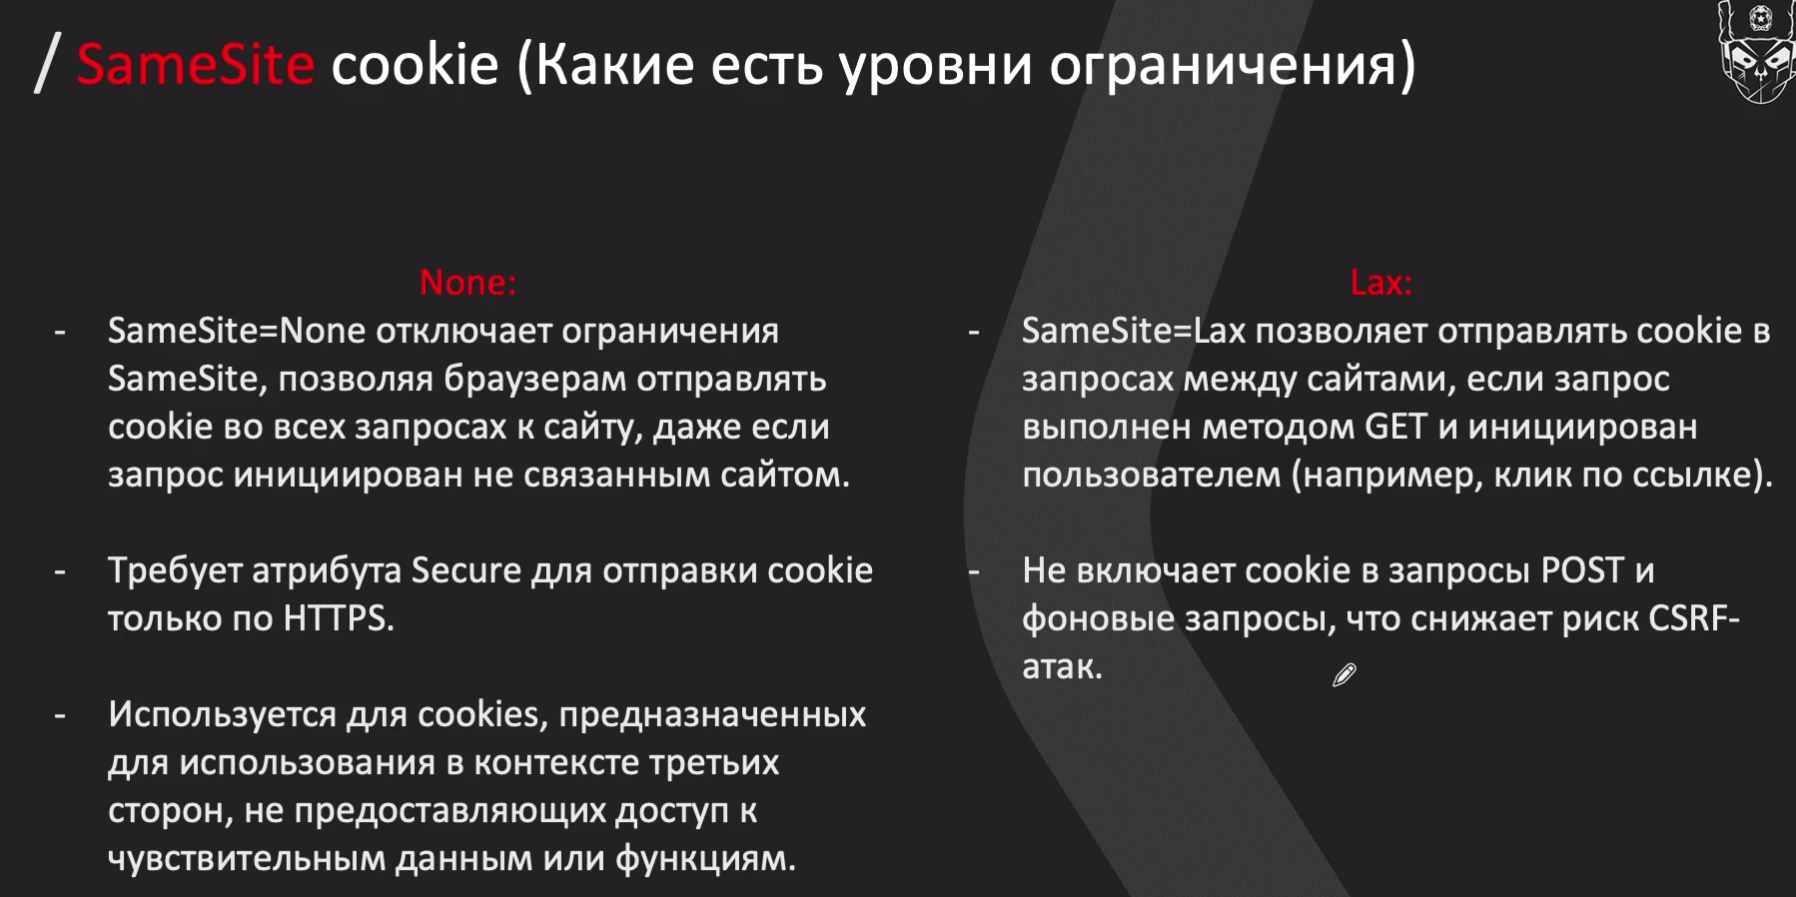 / SameSite cookie (Какие есть уровни ограничения)
None:
- SameSite=None отключает ограничения
SameSite, позволяя браузерам отправлять
cookie во всех запросах к сайту, даже если
запрос инициирован не связанным сайтом.
- Требует атрибута Secure для отправки cookie
только по HTTPS.
- Используется для cookies, предназначенных
для использования в контексте третьих
сторон, не предоставляющих доступ к
чувствительным данным или функциям.
Lax:
- SameSite=Lax позволяет отправлять cookie в
запросах между сайтами, если запрос
выполнен методом GET и инициирован
пользователем (например, клик по ссылке).
- Не включает cookie в запросы POST и
фоновые запросы, что снижает риск CSRF-
атак.